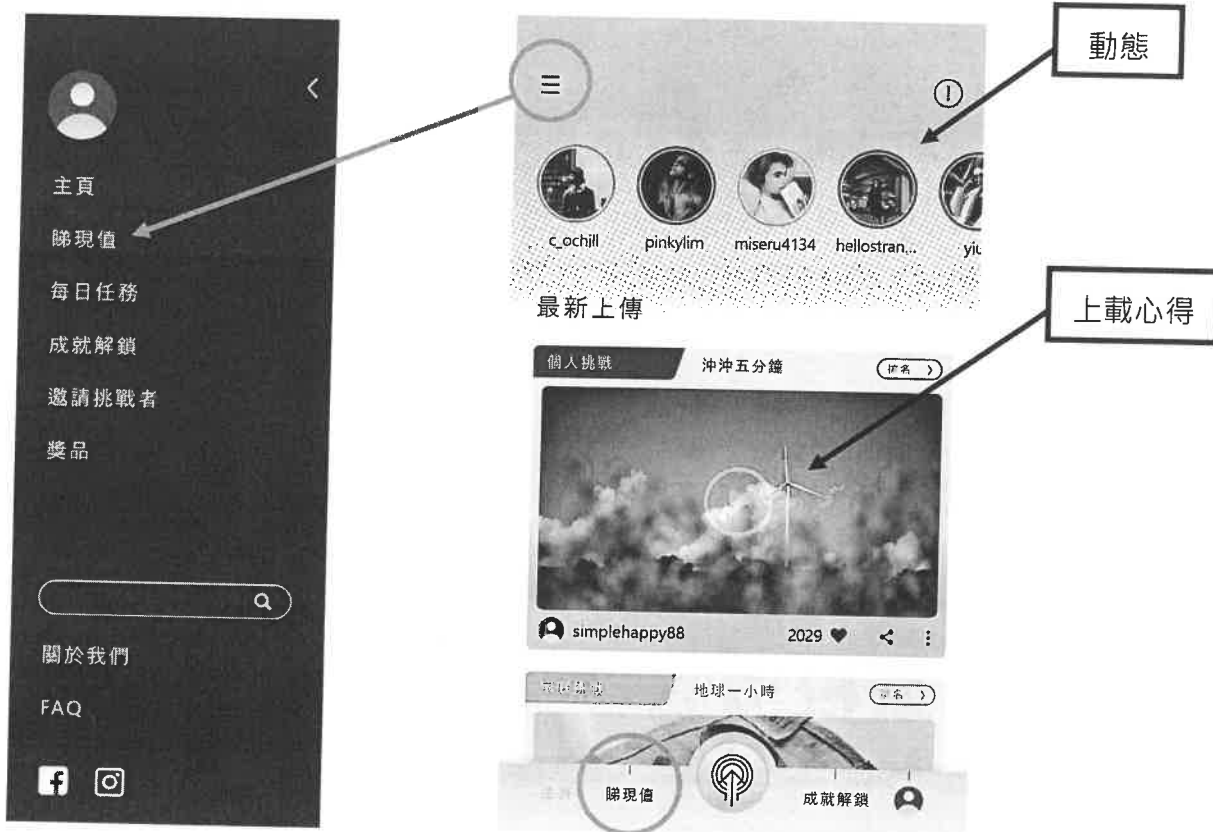 主頁
睇現值
每日任務
成就解鎖
邀請挑戰者
獎品
關於我們
FAQ
動態
c_ochill
pinkylim
miseru4134
hellostran...
yiu
最新上傳
上載心得
個人挑戰
沖沖五分鐘
排名
simplehappy88
2029
地球一小時
睇現值
成就解鎖